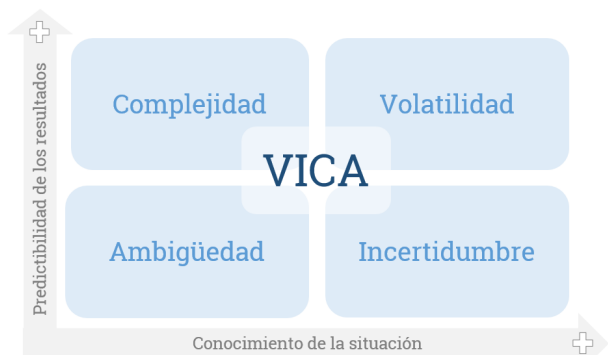 Predictibilidad de los resultados
Complejidad
Volatilidad
VICA
Ambigüedad
Incertidumbre
Conocimiento de la situación